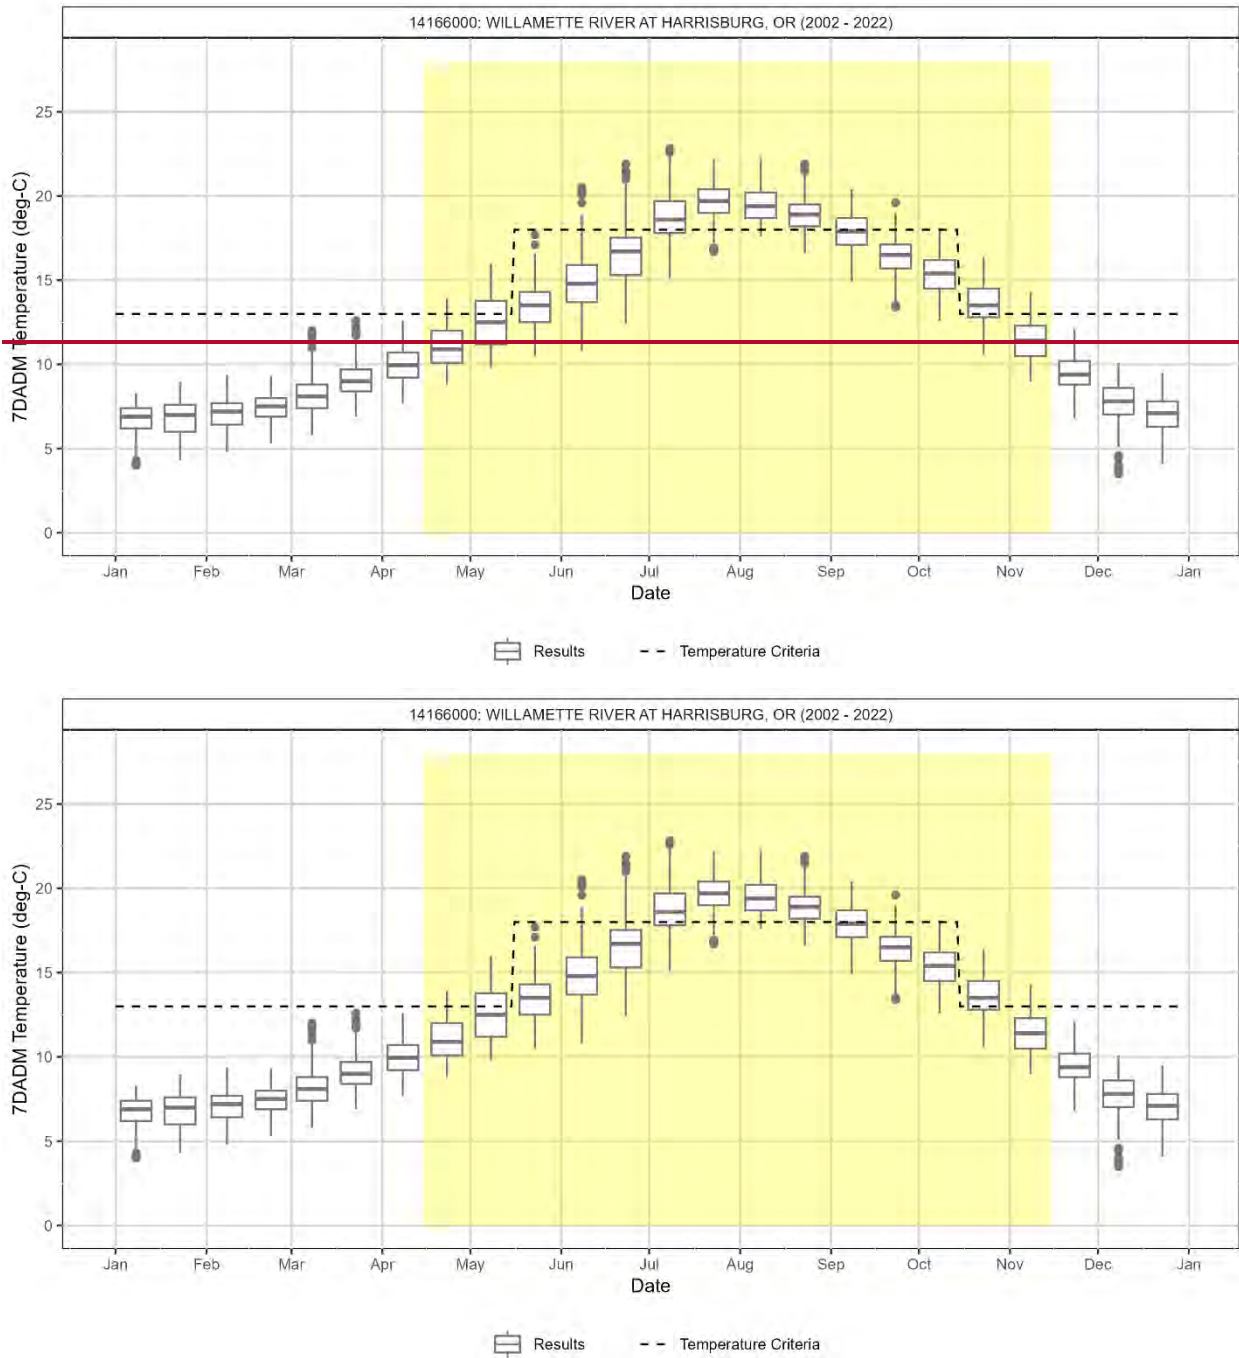 14166000: WILLAMETTE RIVER AT HARRISBURG, OR (2002 - 2022)
7DADM Temperature (deg-C)
25
20
15
10
5
0
Jan Feb Mar Apr May Jun Jul Aug Sep Oct Nov Dec Jan
Date
Results Temperature Criteria
14166000: WILLAMETTE RIVER AT HARRISBURG, OR (2002 - 2022)
7DADM Temperature (deg-C)
25
20
15
10
5
0
Jan Feb Mar Apr May Jun Jul Aug Sep Oct Nov Dec Jan
Date
Results Temperature Criteria